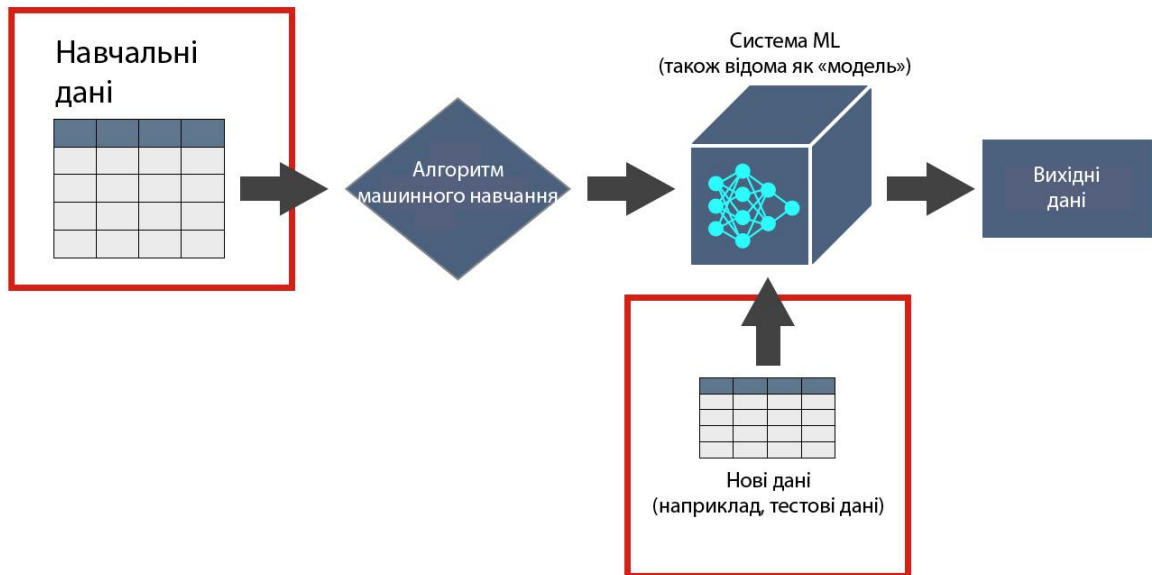 Навчальні
дані
Алгоритм
машинного навчання
Система ML
(також відома як «модель»)
Вихідні
дані
Нові дані
(наприклад, тестові дані)